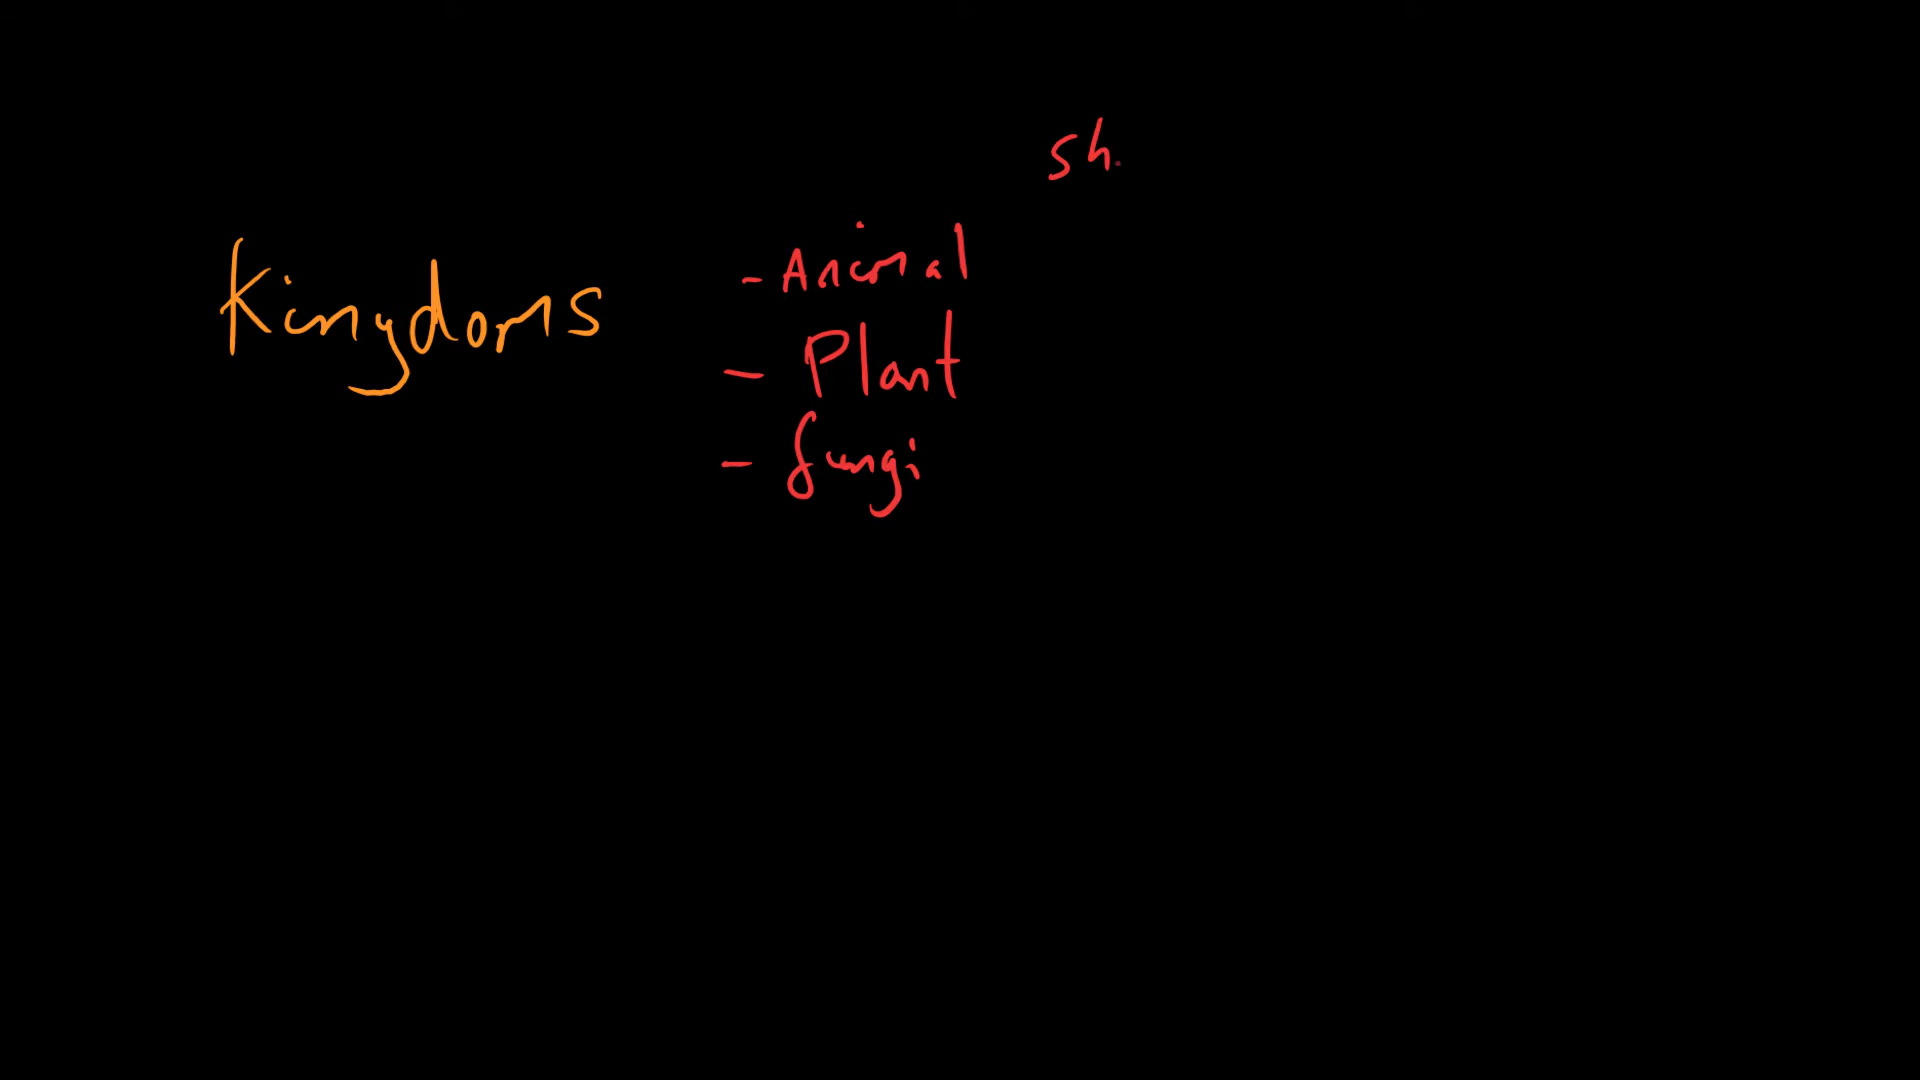 sh
Kingdoms
- Animal
- Plant
- fungi